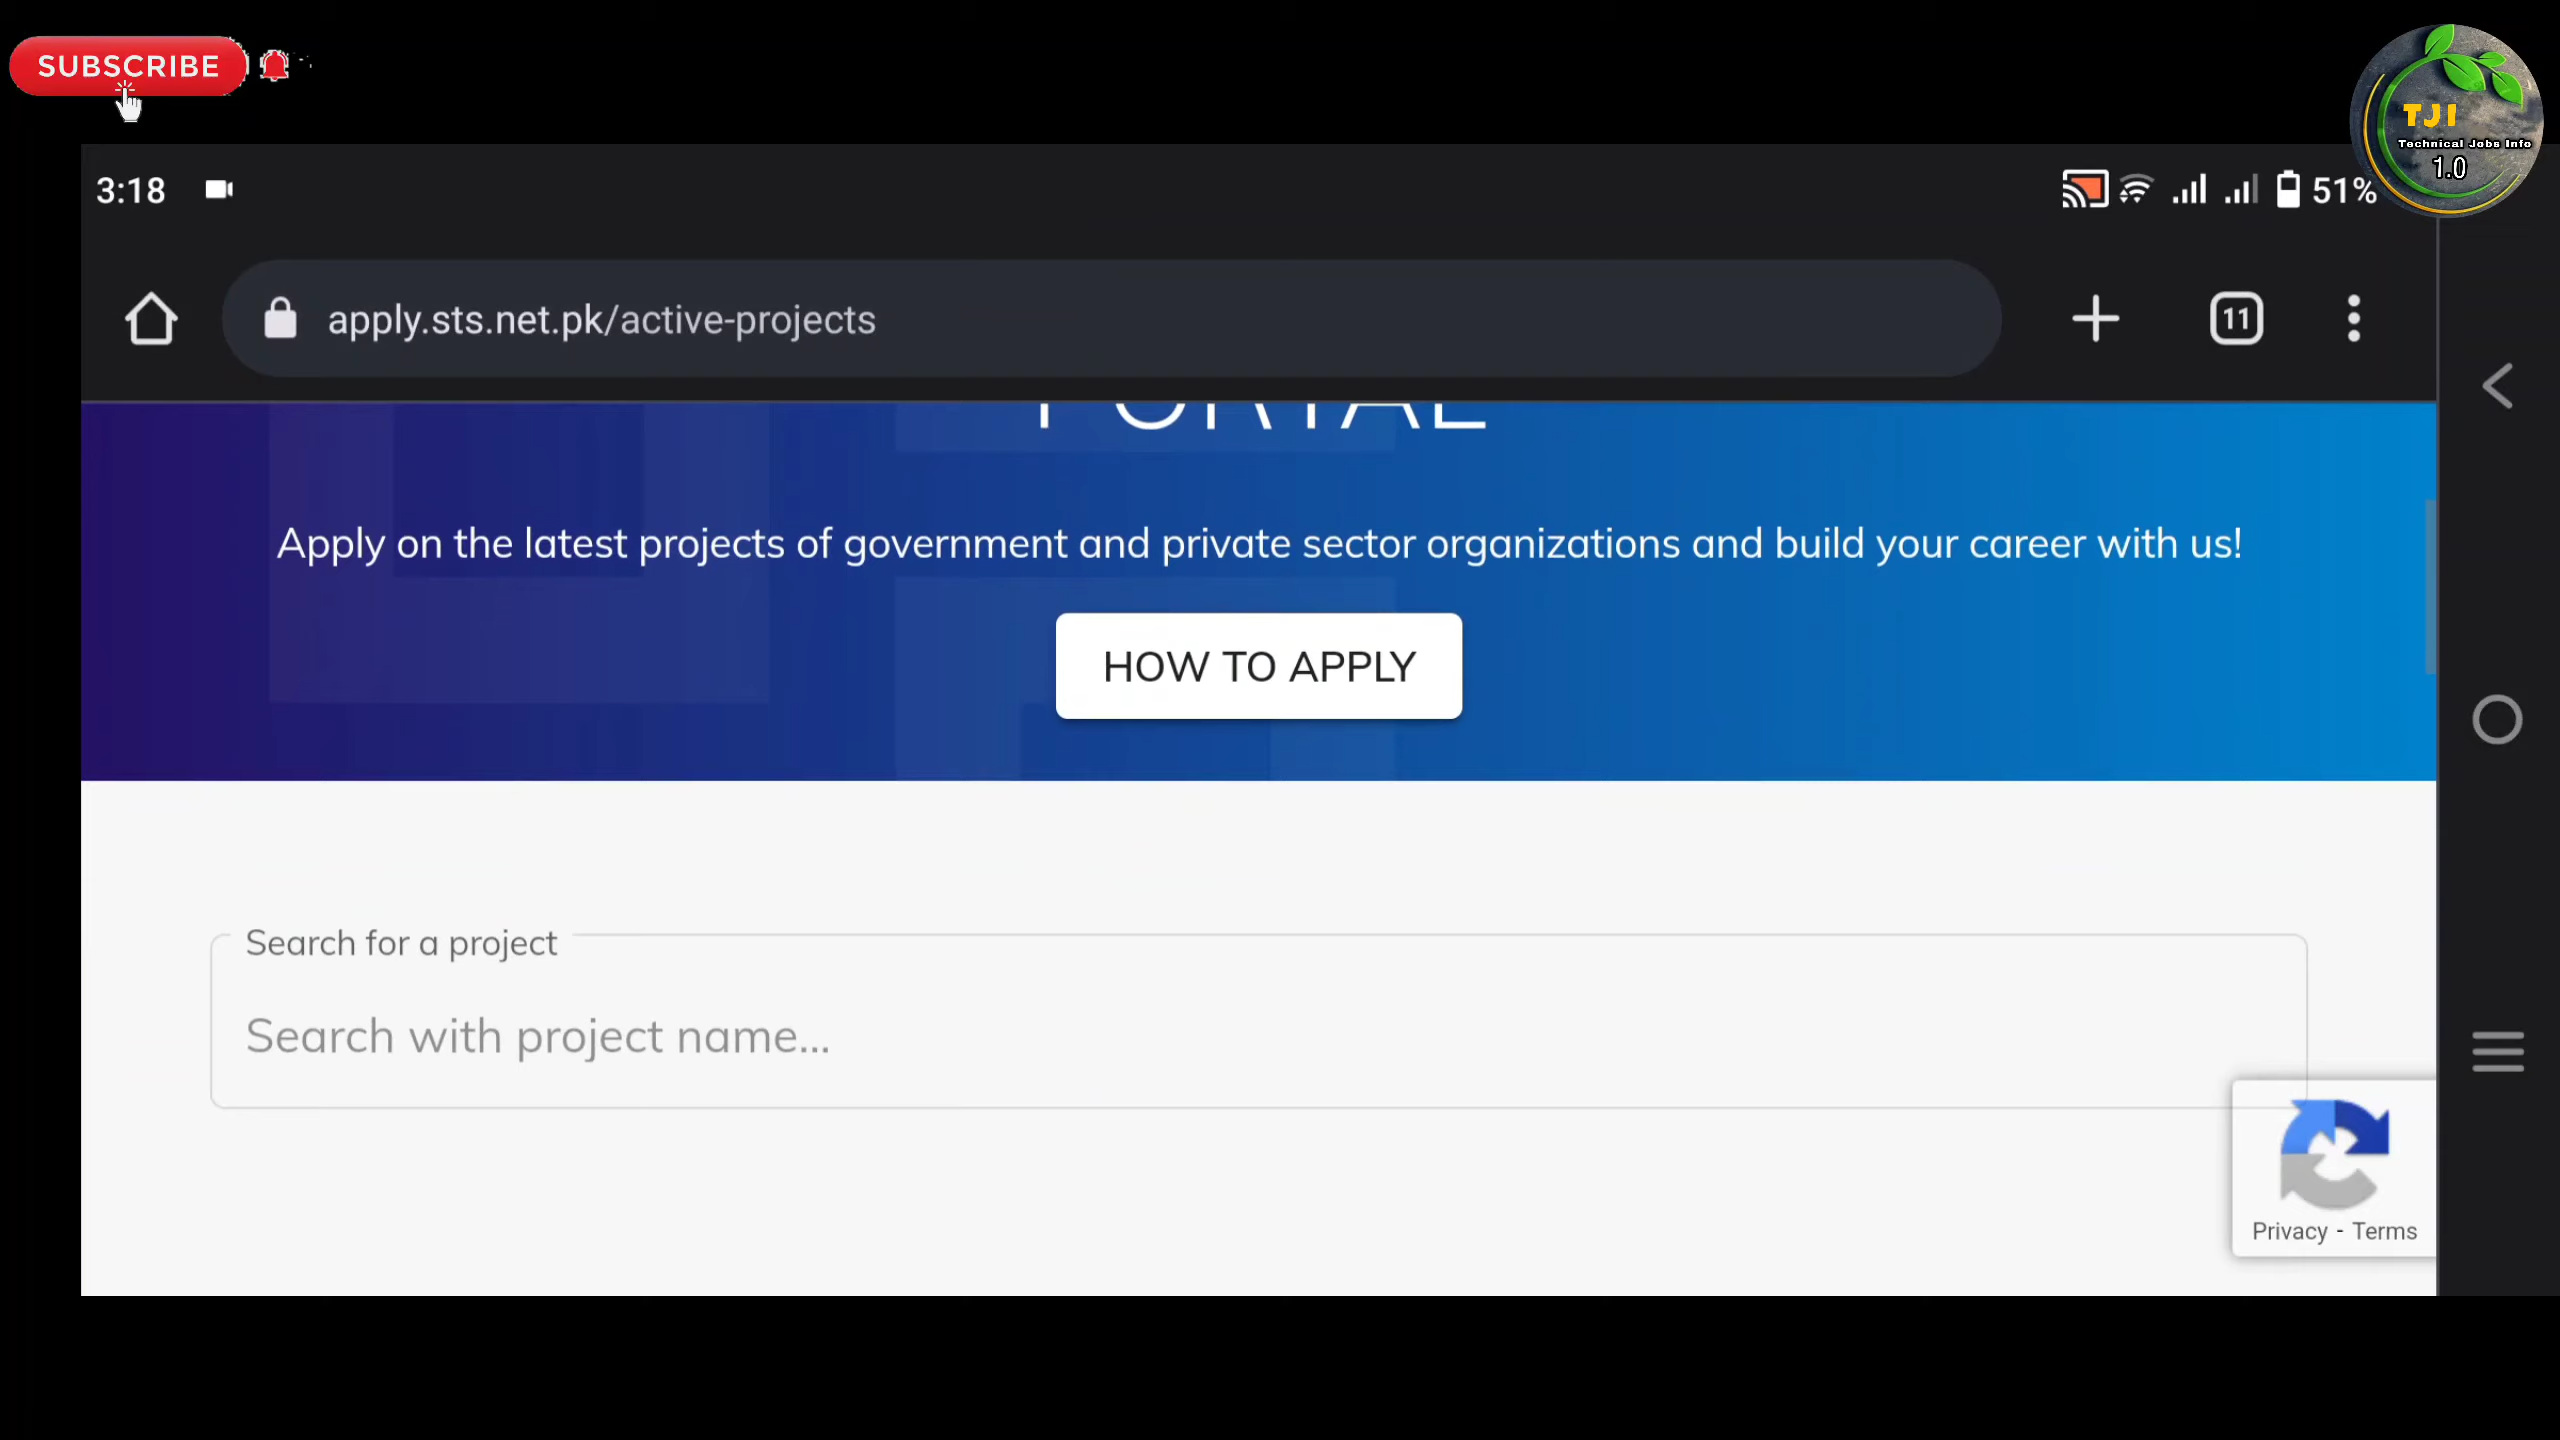 SUBSCRIBE
TJI
Technical Jobs Info
1.0
3:18
51%
apply.sts.net.pk/active-projects
11
PORTAL
Apply on the latest projects of government and private sector organizations and build your career with us!
HOW TO APPLY
Search for a project
Search with project name...
Privacy - Terms